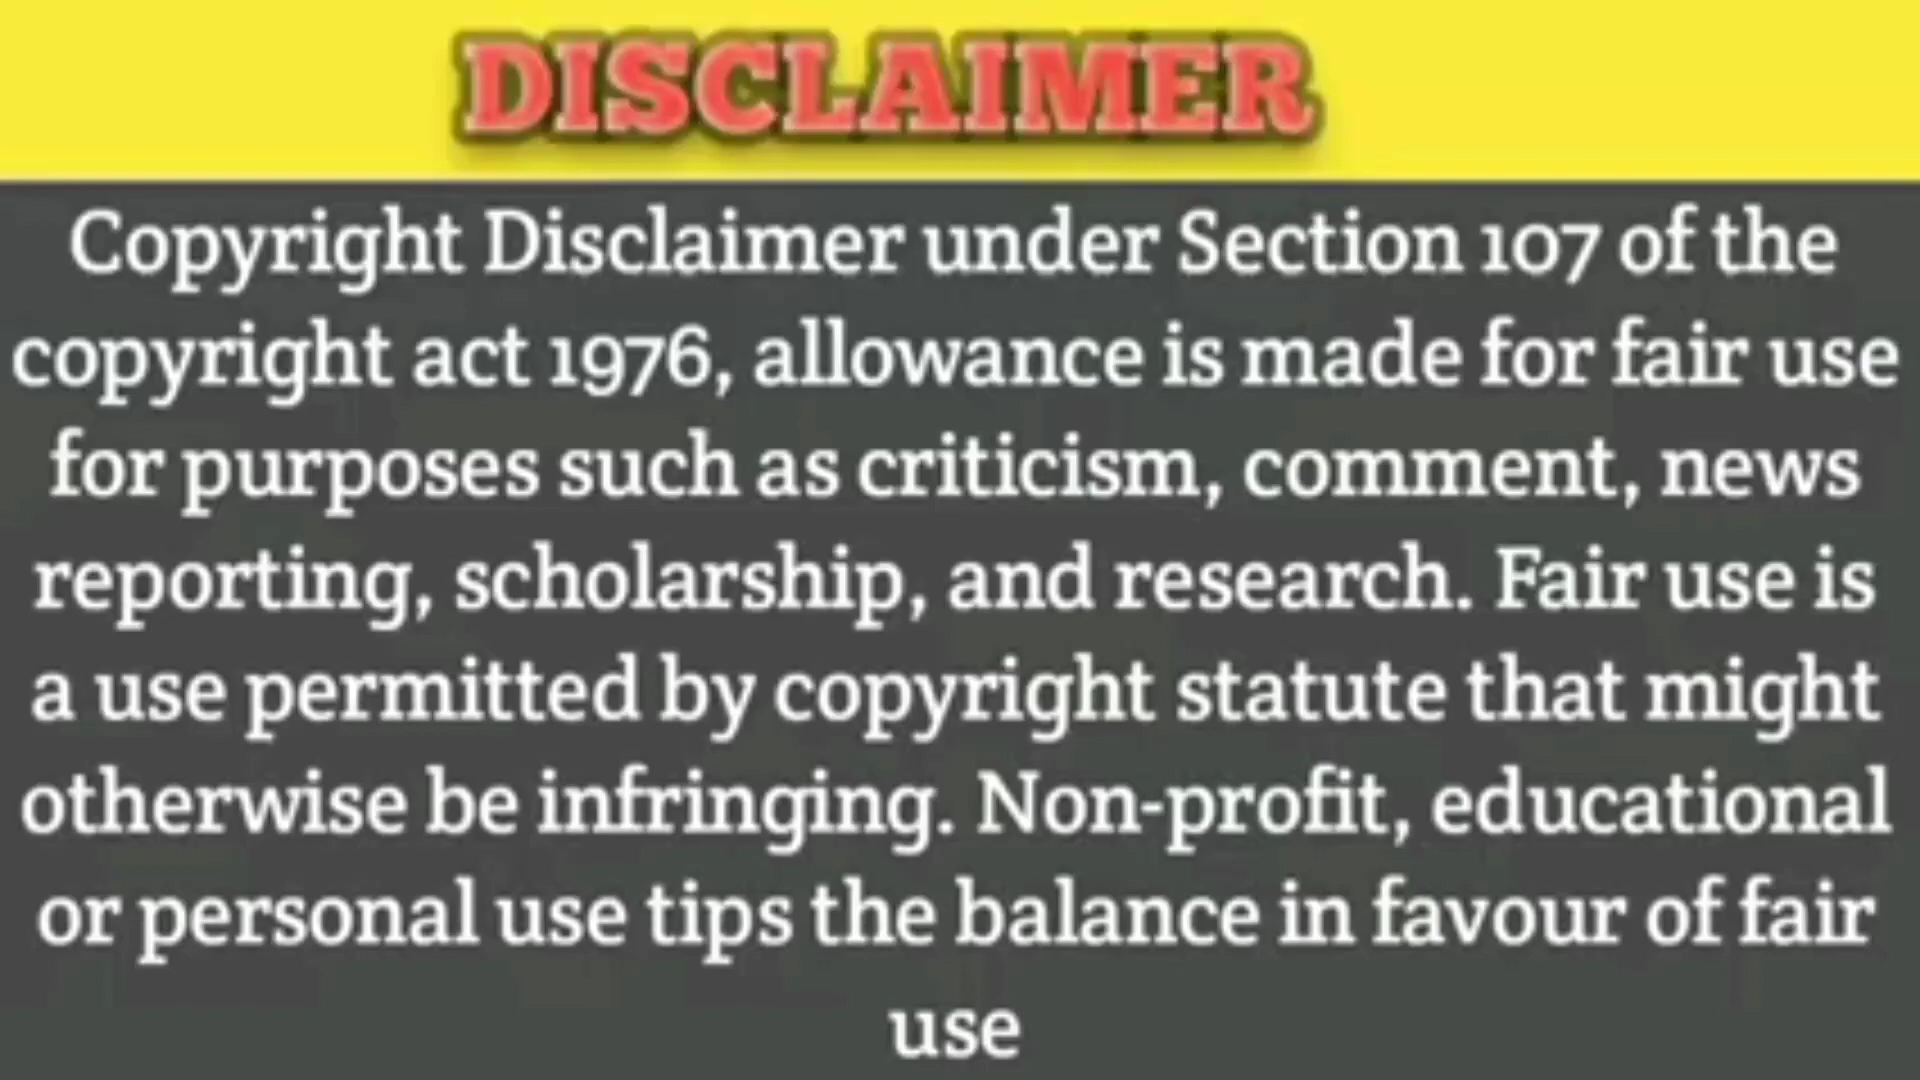 DISCLAIMER
Copyright Disclaimer under Section 107 of the
copyright act 1976, allowance is made for fair use
for purposes such as criticism, comment, news
reporting, scholarship, and research. Fair use is
a use permitted by copyright statute that might
otherwise be infringing. Non-profit, educational
or personal use tips the balance in favour of fair
use